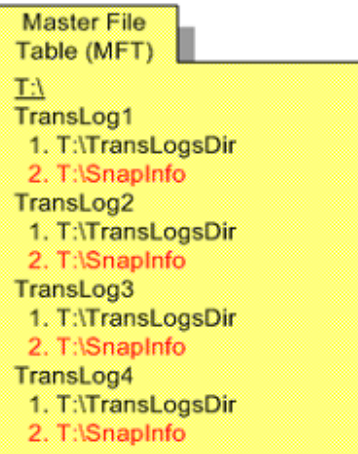 Master File
Table (MFT)
T:\
TransLog1
1. T:\TransLogsDir
2. T:\SnapInfo
TransLog2
1. T:\TransLogsDir
2. T:\SnapInfo
TransLog3
1. T:\TransLogsDir
2. T:\SnapInfo
TransLog4
1. T:\TransLogsDir
2. T:\SnapInfo